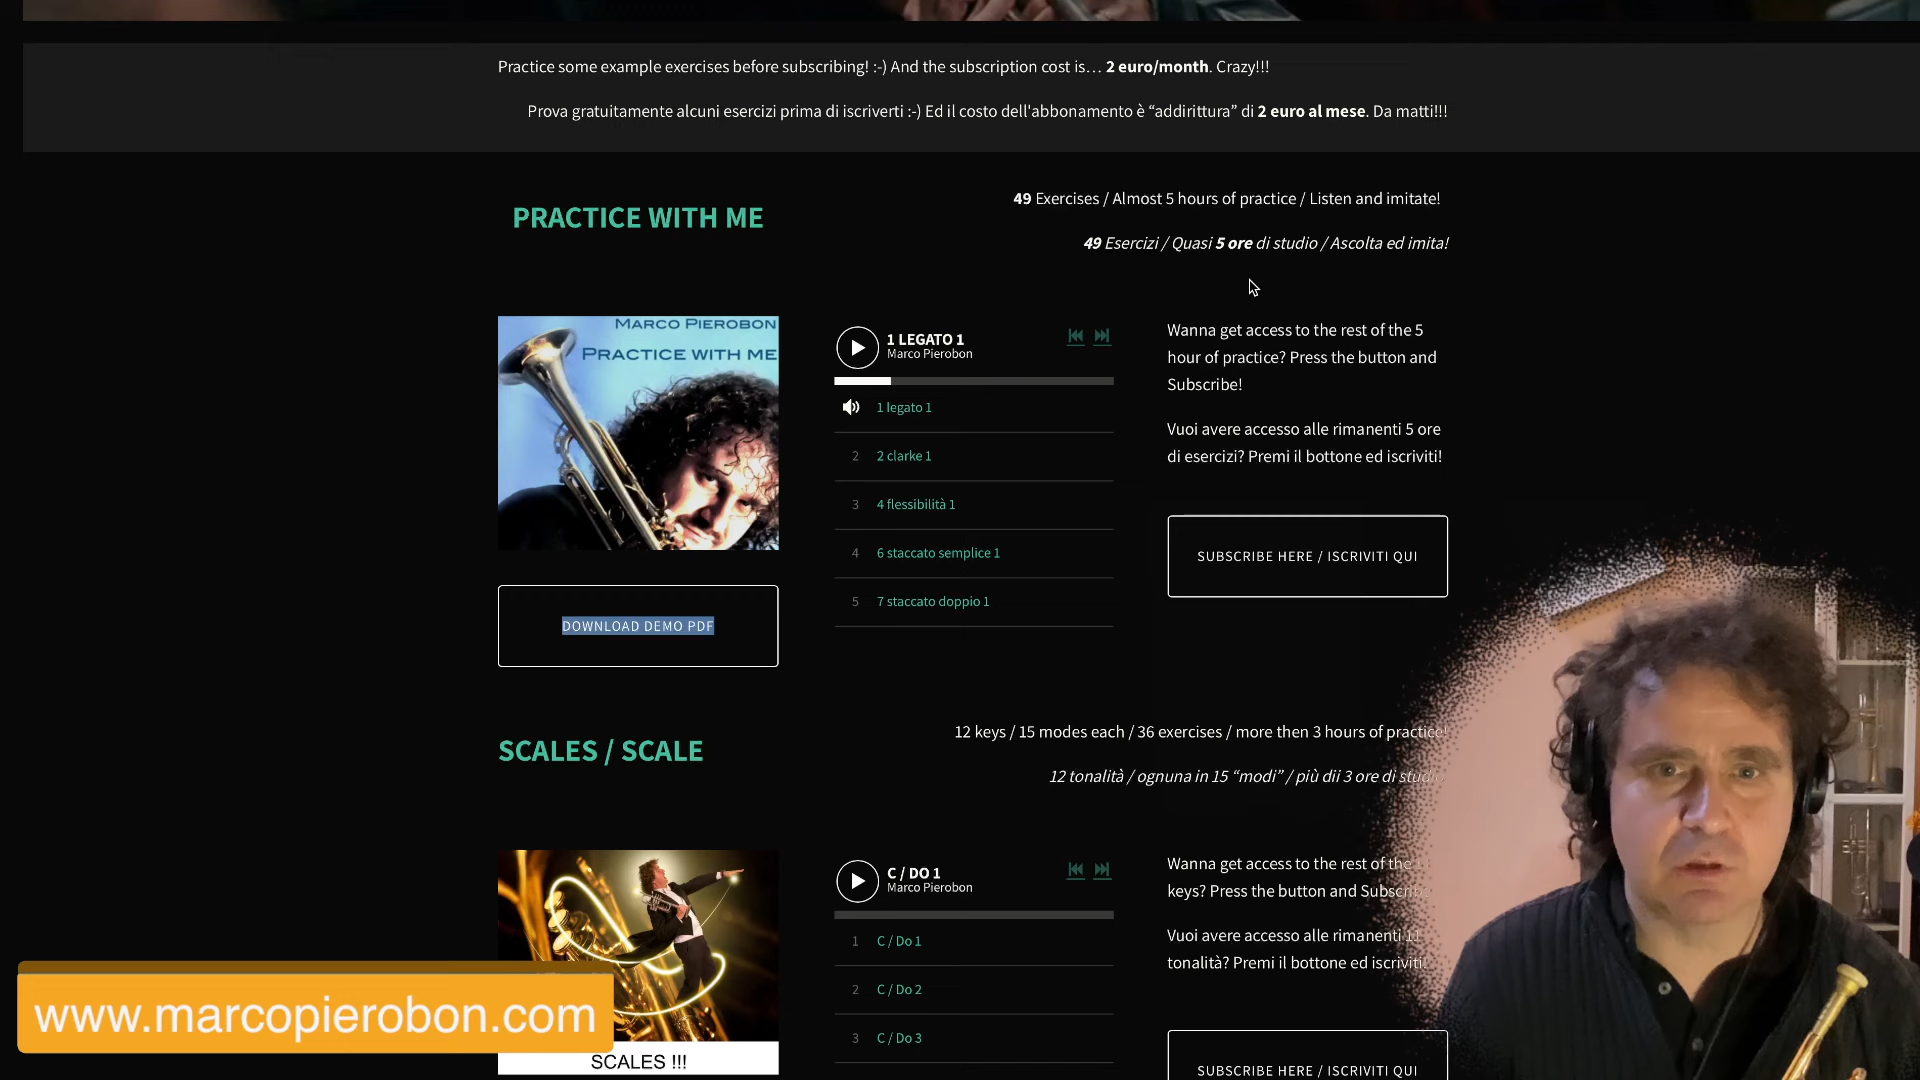 Practice some example exercises before subscribing! :-) And the subscription cost is… 2 euro/month. Crazy!!!
Prova gratuitamente alcuni esercizi prima di iscriverti :-) Ed il costo dell'abbonamento è “addirittura” di 2 euro al mese. Da matti!!!
PRACTICE WITH ME
49 Exercises / Almost 5 hours of practice / Listen and imitate!
49 Esercizi / Quasi 5 ore di studio / Ascolta ed imita!
MARCO PIEROBON
PRACTICE WITH ME
DOWNLOAD DEMO PDF
1 LEGATO 1
Marco Pierobon
1 legato 1
2 2 clarke 1
3 4 flessibilità 1
4 6 staccato semplice 1
5 7 staccato doppio 1
Wanna get access to the rest of the 5
hour of practice? Press the button and
Subscribe!
Vuoi avere accesso alle rimanenti 5 ore
di esercizi? Premi il bottone ed iscriviti!
SUBSCRIBE HERE / ISCRIVITI QUI
SCALES / SCALE
12 keys / 15 modes each / 36 exercises / more then 3 hours of practice!
12 tonalità / ognuna in 15 “modi” / più dii 3 ore di
SCALES !!!
C / DO 1
Marco Pierobon
1 C / Do 1
2 C / Do 2
3 C / Do 3
Wanna get access to the rest of the
keys? Press the button and
Vuoi avere accesso alle rimanenti 11
tonalità? Premi il bottone ed iscriviti!
SUBSCRIBE HERE / ISCRIVITI QUI
www.marcopierobon.com